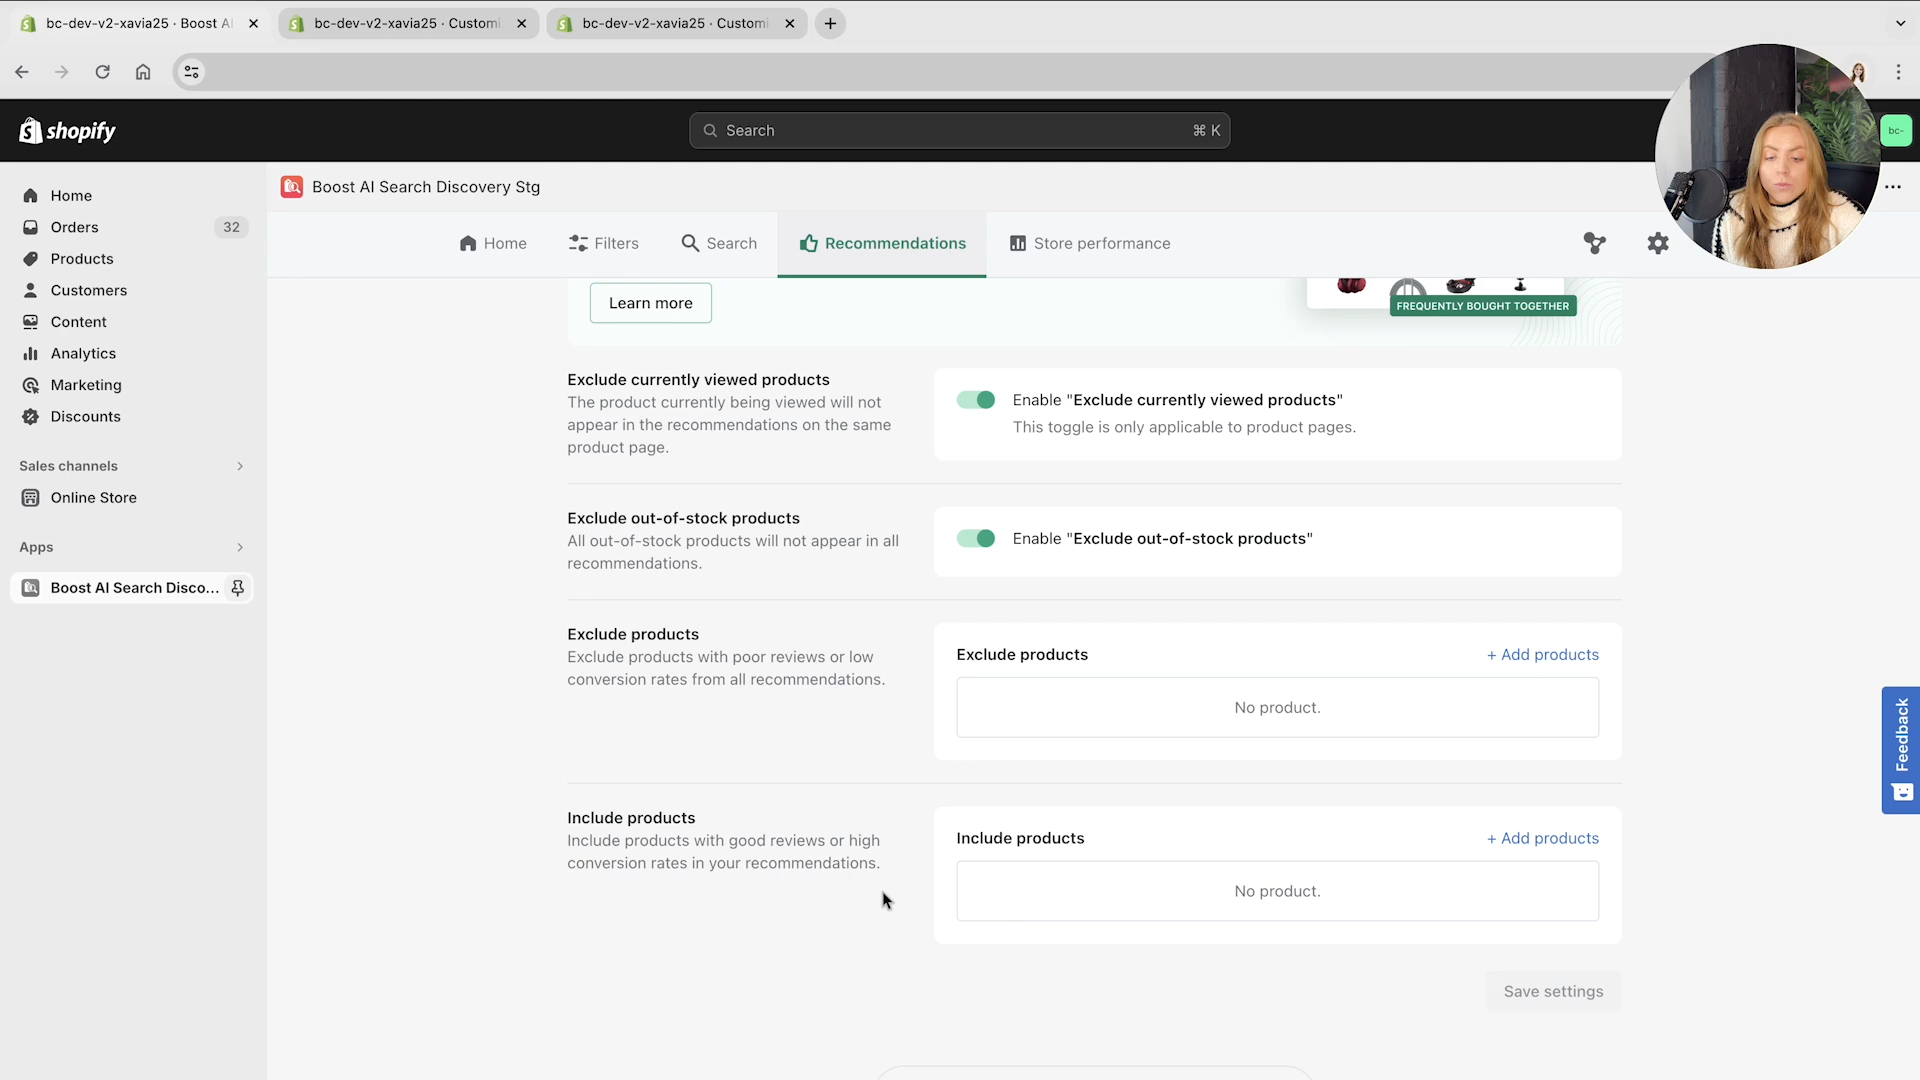 bc-dev-v2-xavia25 · Boost AI
bc-dev-v2-xavia25 · Customi
bc-dev-v2-xavia25 · Customi
shopify
Search
⌘ K
bc-
Home
Orders
32
Products
Customers
Content
Analytics
Marketing
Discounts
Sales channels
Online Store
Apps
Boost AI Search Disco...
Boost AI Search Discovery Stg
Home
Filters
Search
Recommendations
Store performance
Learn more
FREQUENTLY BOUGHT TOGETHER
Exclude currently viewed products
The product currently being viewed will not
appear in the recommendations on the same
product page.
Enable "Exclude currently viewed products"
This toggle is only applicable to product pages.
Exclude out-of-stock products
All out-of-stock products will not appear in all
recommendations.
Enable "Exclude out-of-stock products"
Exclude products
Exclude products with poor reviews or low
conversion rates from all recommendations.
Exclude products
+ Add products
No product.
Include products
Include products with good reviews or high
conversion rates in your recommendations.
Include products
+ Add products
No product.
Save settings
Feedback